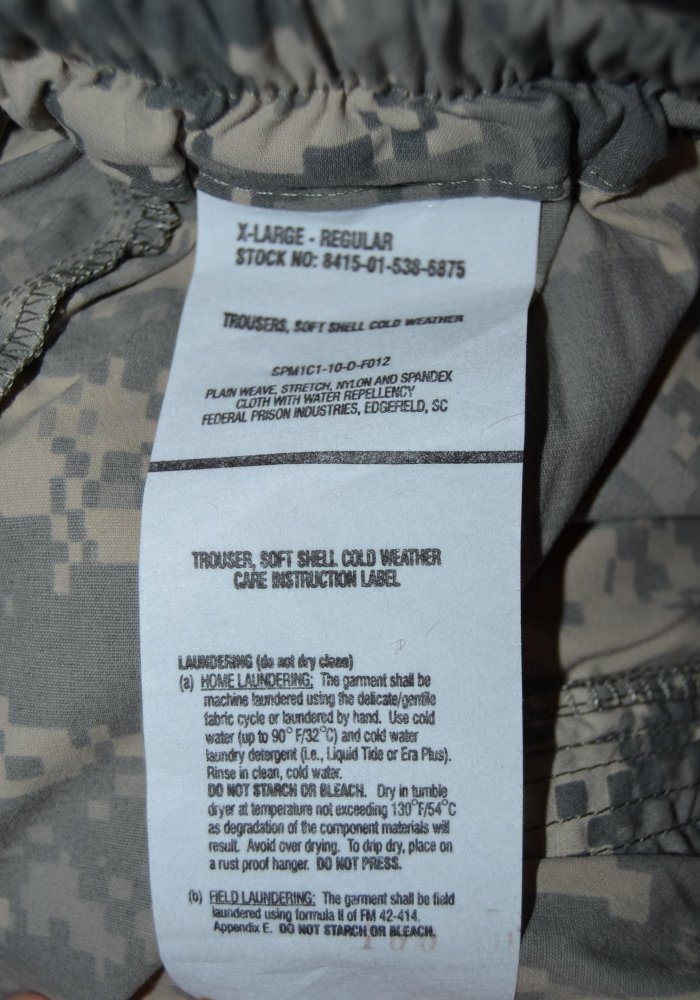 X-LARGE - REGULAR
STOCK NO: 8415-01-538-6875
TROUSERS, SOFT SHELL COLD WEATHER
SPM1C1-10-D-F012
PLAIN WEAVE, STRETCH, NYLON AND SPANDEX
CLOTH WITH WATER REPELLENCY
FEDERAL PRISON INDUSTRIES, EDGEFIELD, SC
TROUSER, SOFT SHELL COLD WEATHER
CARE INSTRUCTION LABEL
LAUNDERING (do not dry clean)
(a) HOME LAUNDERING: The garment shall be
machine laundered using the delicate/gentle
fabric cycle or laundered by hand. Use cold
water (up to 90° F/32°C) and cold water
laundry detergent (i.e., Liquid Tide or Era Plus).
Rinse in clean, cold water.
DO NOT STARCH OR BLEACH. Dry in tumble
dryer at temperature not exceeding 130°F/54°C
as degradation of the component materials will
result. Avoid over drying. To drip dry, place on
a rust proof hanger. DO NOT PRESS.
(b) FIELD LAUNDERING: The garment shall be field
laundered using formula II of FM 42-414.
Appendix E. DO NOT STARCH OR BLEACH.